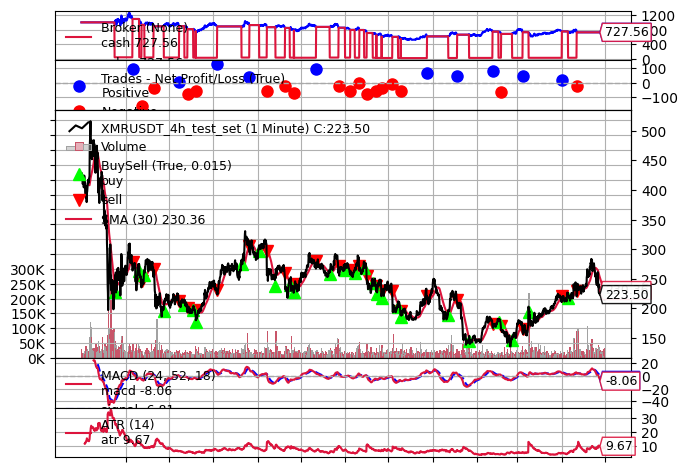 Broker (None)
cash 727.56
1200
800
400
0
727.56
Trades - Net Profit/Loss (True)
Positive
Negative
100
0
−100
XMRUSDT_4h_test_set (1 Minute) C:223.50
Volume
BuySell (True, 0.015)
buy
sell
SMA (30) 230.36
500
450
400
350
300
250
200
150
223.50
300K
250K
200K
150K
100K
50K
0K
MACD (24, 52, 18)
macd -8.06
signal -6.81
20
0
−20
−40
-8.06
ATR (14)
atr 9.67
30
20
10
9.67